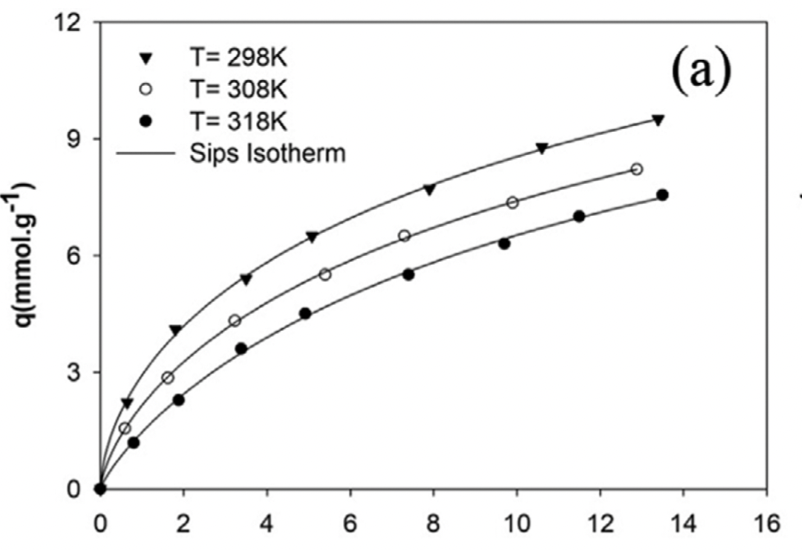 12
T= 298K
(a)
T= 308K
T= 318K
Sips Isotherm
9
q(mmol.g⁻¹)
6
3
0
0 2 4 6 8 10 12 14 16